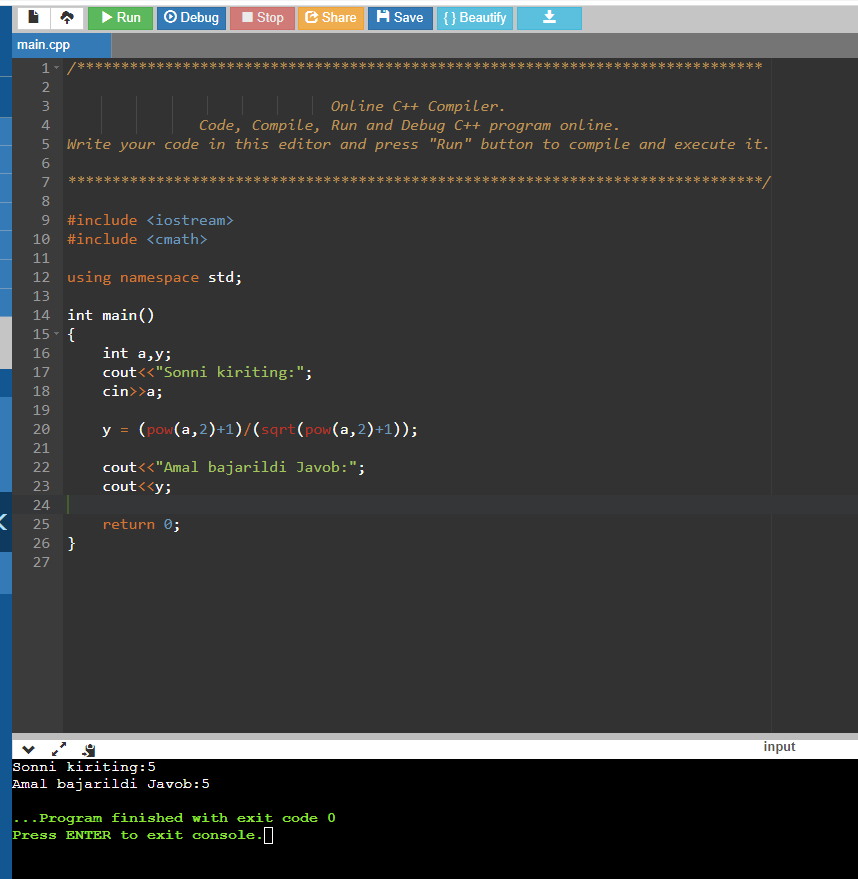 Run Debug Stop Share Save { } Beautify
main.cpp
1 /******************************************************************************
2
3 Online C++ Compiler.
4 Code, Compile, Run and Debug C++ program online.
5 Write your code in this editor and press "Run" button to compile and execute it.
6
7 *******************************************************************************/
8
9 #include <iostream>
10 #include <cmath>
11
12 using namespace std;
13
14 int main()
15 {
16 int a,y;
17 cout<<"Sonni kiriting:";
18 cin>>a;
19
20 y = (pow(a,2)+1)/(sqrt(pow(a,2)+1));
21
22 cout<<"Amal bajarildi Javob:";
23 cout<<y;
24
25 return 0;
26 }
27
input
Sonni kiriting:5
Amal bajarildi Javob:5
...Program finished with exit code 0
Press ENTER to exit console.